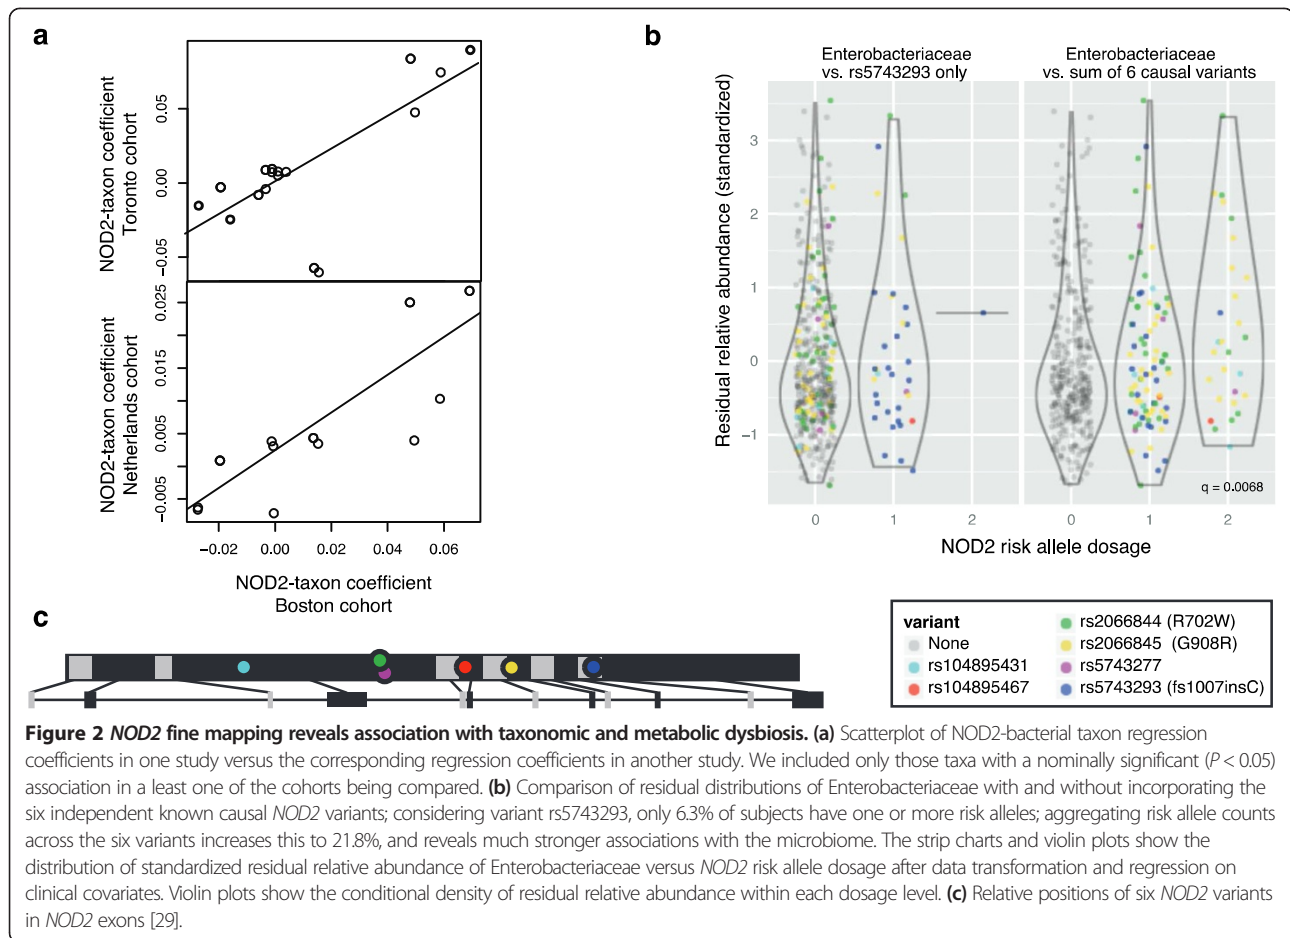 a
NOD2-taxon coefficient
Toronto cohort
0.05
0.00
−0.05
NOD2-taxon coefficient
Netherlands cohort
0.025
0.015
0.005
−0.005
−0.02 0.00 0.02 0.04 0.06
NOD2-taxon coefficient
Boston cohort
b
Enterobacteriaceae
vs. rs5743293 only
Enterobacteriaceae
vs. sum of 6 causal variants
Residual relative abundance (standardized)
3
2
1
0
−1
q = 0.0068
0 1 2 0 1 2
NOD2 risk allele dosage
variant
None
rs104895431
rs104895467
rs2066844 (R702W)
rs2066845 (G908R)
rs5743277
rs5743293 (fs1007insC)
c
Figure 2 NOD2 fine mapping reveals association with taxonomic and metabolic dysbiosis. (a) Scatterplot of NOD2-bacterial taxon regression
coefficients in one study versus the corresponding regression coefficients in another study. We included only those taxa with a nominally significant (P < 0.05)
association in a least one of the cohorts being compared. (b) Comparison of residual distributions of Enterobacteriaceae with and without incorporating the
six independent known causal NOD2 variants; considering variant rs5743293, only 6.3% of subjects have one or more risk alleles; aggregating risk allele counts
across the six variants increases this to 21.8%, and reveals much stronger associations with the microbiome. The strip charts and violin plots show the
distribution of standardized residual relative abundance of Enterobacteriaceae versus NOD2 risk allele dosage after data transformation and regression on
clinical covariates. Violin plots show the conditional density of residual relative abundance within each dosage level. (c) Relative positions of six NOD2 variants
in NOD2 exons [29].